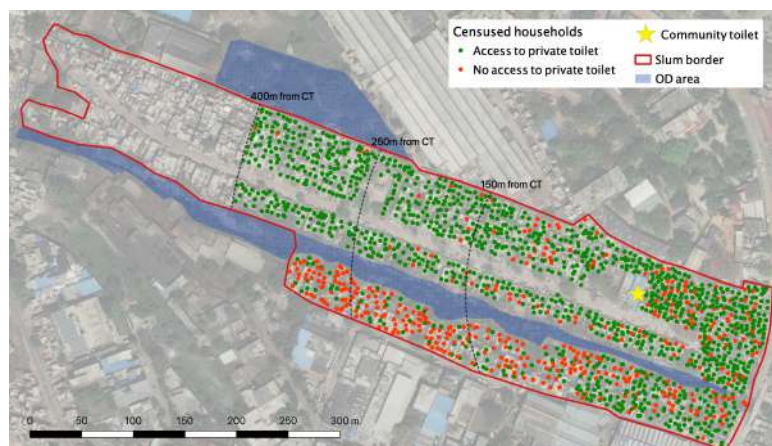 Censused households
Access to private toilet
No access to private toilet
Community toilet
Slum border
OD area
400m from CT
250m from CT
150m from CT
0 50 100 150 200 250 300 m